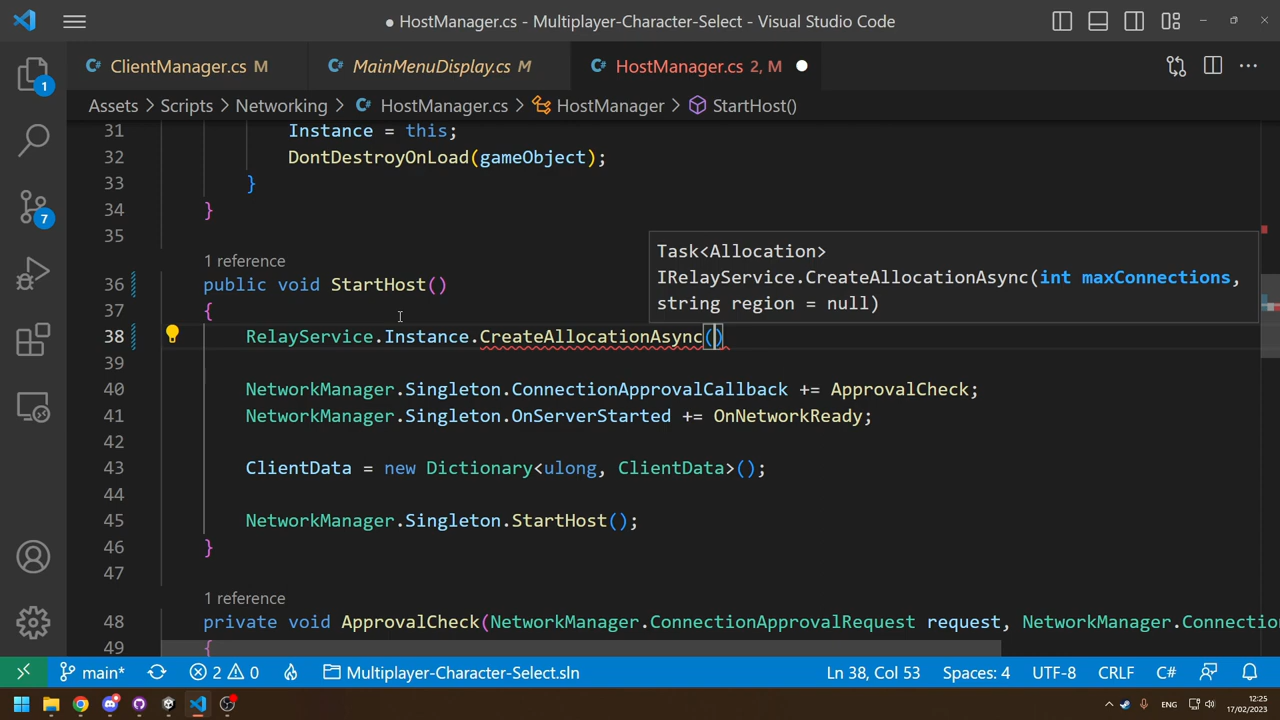 ● HostManager.cs - Multiplayer-Character-Select - Visual Studio Code
C# ClientManager.cs M
C# MainMenuDisplay.cs M
C# HostManager.cs 2, M ●
Assets > Scripts > Networking > C# HostManager.cs > HostManager > StartHost()
31 Instance = this;
32 DontDestroyOnLoad(gameObject);
33 }
34 }
35
1 reference
36 public void StartHost()
37 {
38 RelayService.Instance.CreateAllocationAsync()
Task<Allocation>
IRelayService.CreateAllocationAsync(int maxConnections,
string region = null)
39
40 NetworkManager.Singleton.ConnectionApprovalCallback += ApprovalCheck;
41 NetworkManager.Singleton.OnServerStarted += OnNetworkReady;
42
43 ClientData = new Dictionary<ulong, ClientData>();
44
45 NetworkManager.Singleton.StartHost();
46 }
47
1 reference
48 private void ApprovalCheck(NetworkManager.ConnectionApprovalRequest request, NetworkManager.Connectio
49 {
1
7
main* 2 0 Multiplayer-Character-Select.sln Ln 38, Col 53 Spaces: 4 UTF-8 CRLF C#
ENG 12:25
17/02/2023